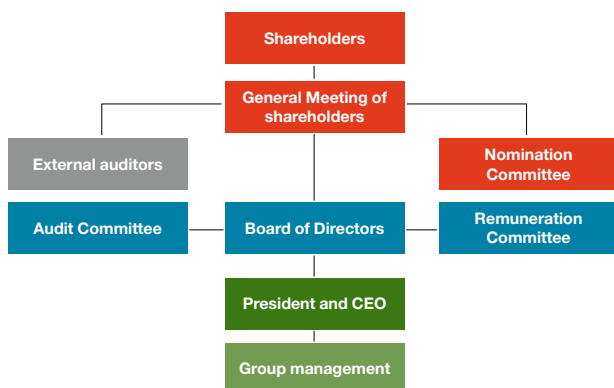 Shareholders
General Meeting of
shareholders
External auditors
Nomination
Committee
Audit Committee
Board of Directors
Remuneration
Committee
President and CEO
Group management